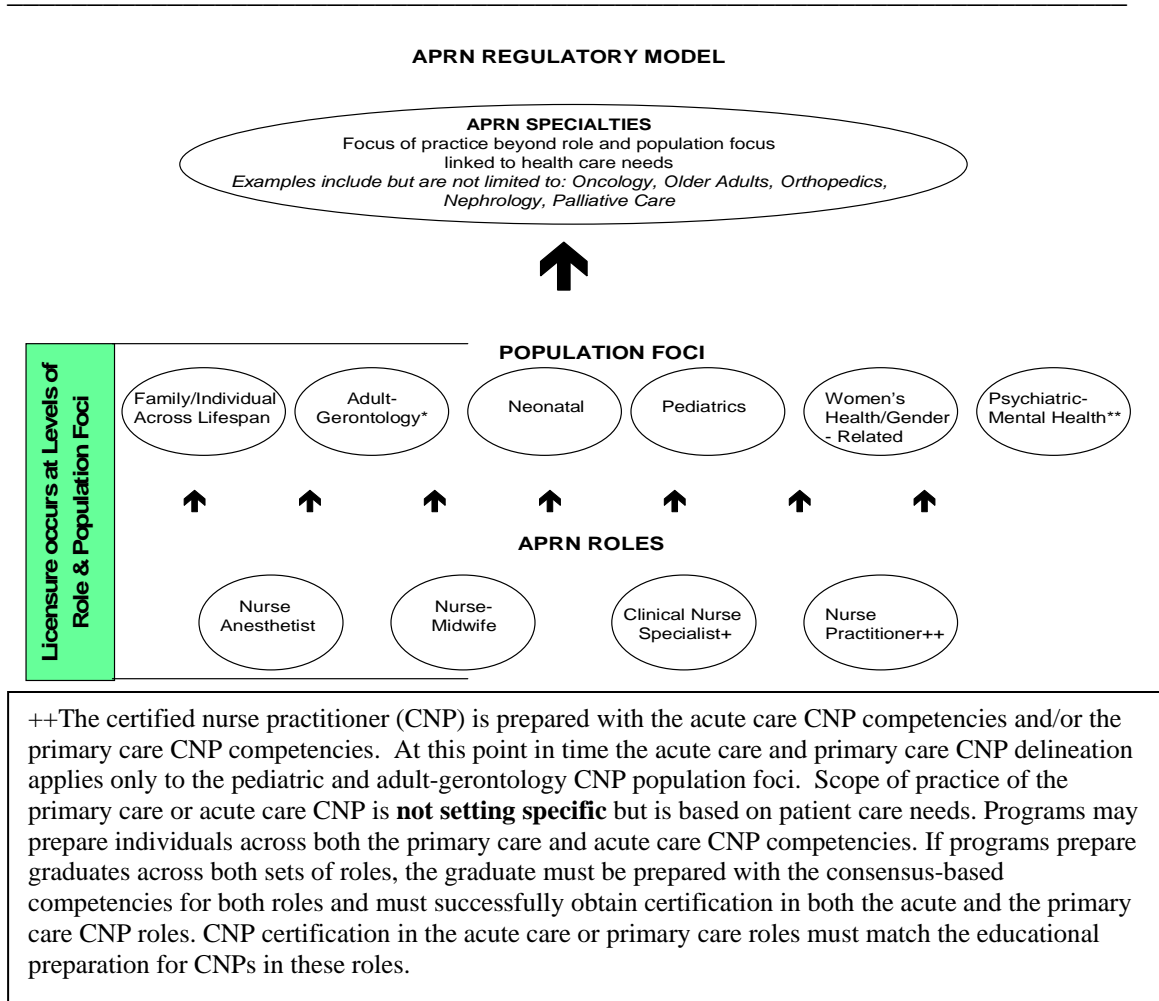 APRN REGULATORY MODEL
APRN SPECIALTIES
Focus of practice beyond role and population focus
linked to health care needs
Examples include but are not limited to: Oncology, Older Adults, Orthopedics,
Nephrology, Palliative Care
Licensure occurs at Levels of
Role & Population Foci
POPULATION FOCI
Family/Individual
Across Lifespan
Adult-
Gerontology*
Neonatal
Pediatrics
Women's
Health/Gender
- Related
Psychiatric-
Mental Health**
APRN ROLES
Nurse
Anesthetist
Nurse-
Midwife
Clinical Nurse
Specialist+
Nurse
Practitioner++
++The certified nurse practitioner (CNP) is prepared with the acute care CNP competencies and/or the
primary care CNP competencies.  At this point in time the acute care and primary care CNP delineation
applies only to the pediatric and adult-gerontology CNP population foci.  Scope of practice of the
primary care or acute care CNP is not setting specific but is based on patient care needs. Programs may
prepare individuals across both the primary care and acute care CNP competencies. If programs prepare
graduates across both sets of roles, the graduate must be prepared with the consensus-based
competencies for both roles and must successfully obtain certification in both the acute and the primary
care CNP roles. CNP certification in the acute care or primary care roles must match the educational
preparation for CNPs in these roles.